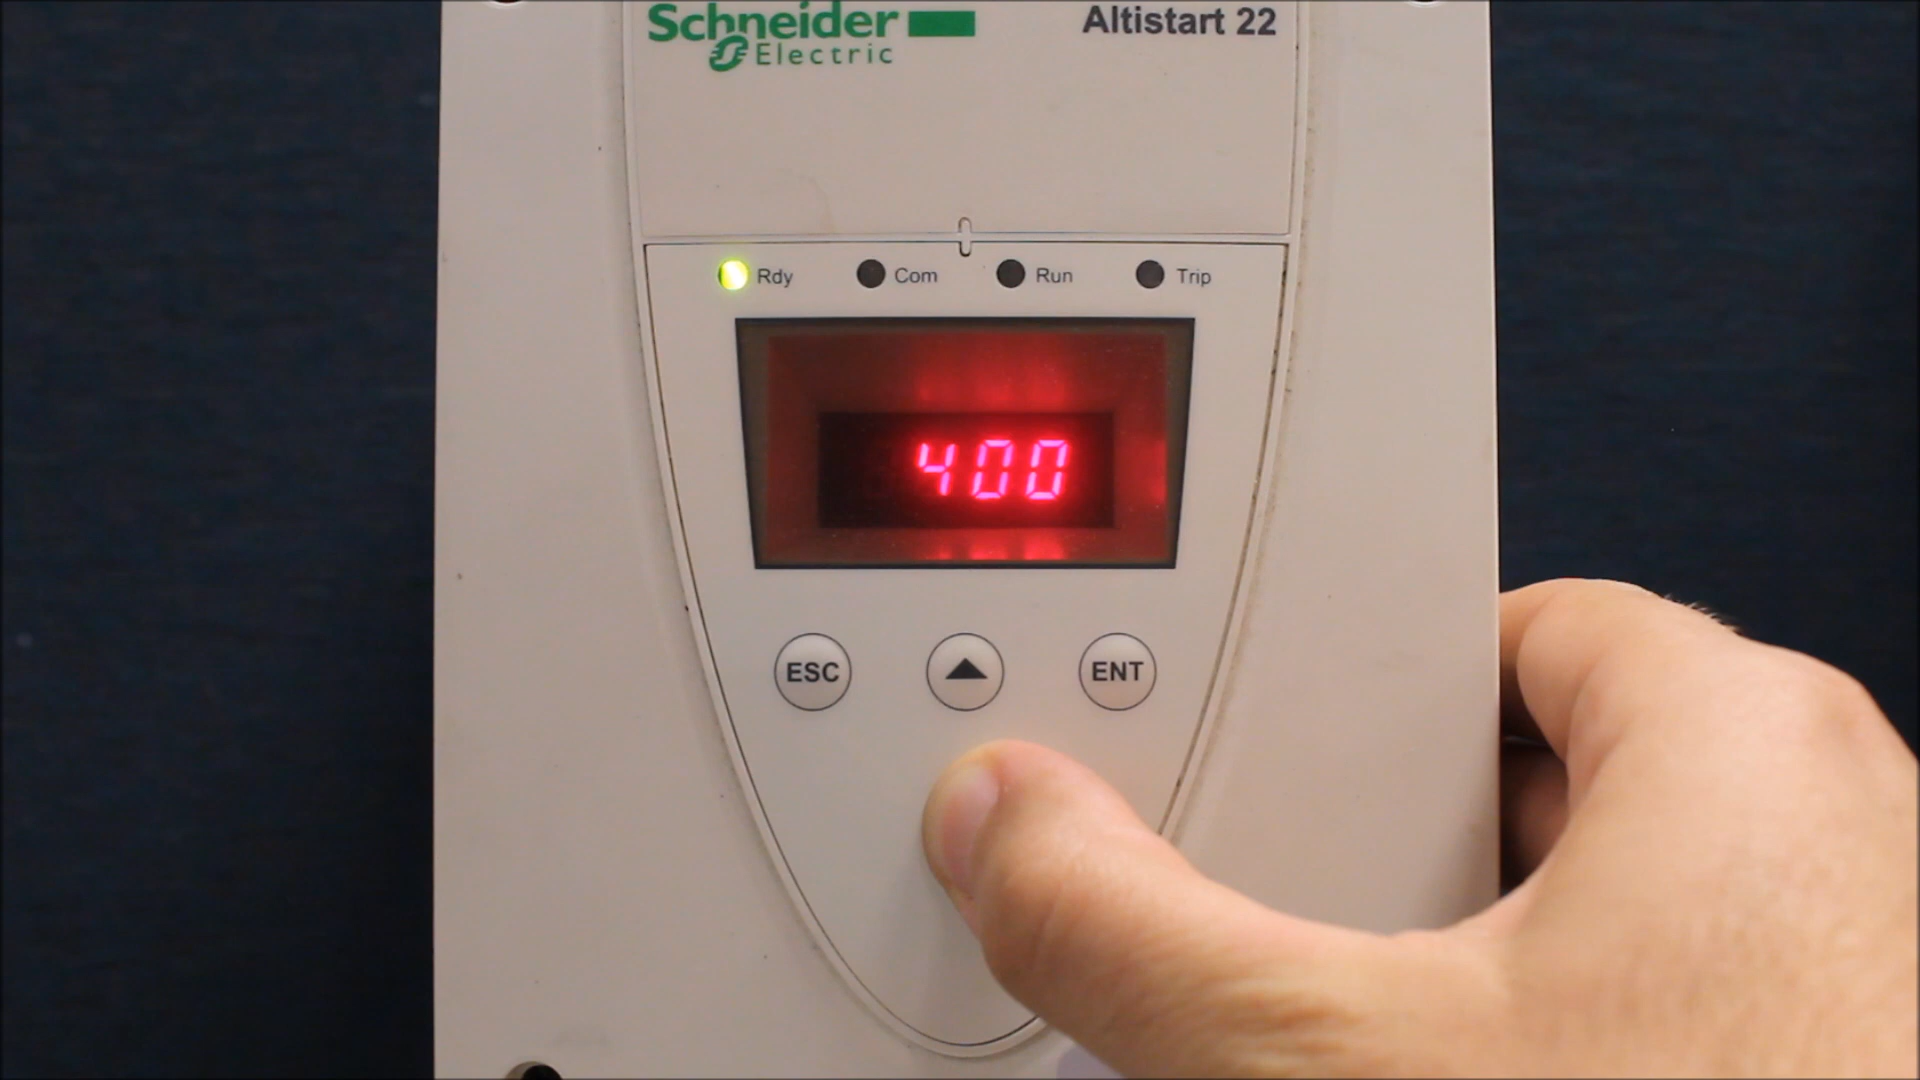 Schneider
Electric
Altistart 22
Rdy Com Run Trip
400
ESC ENT